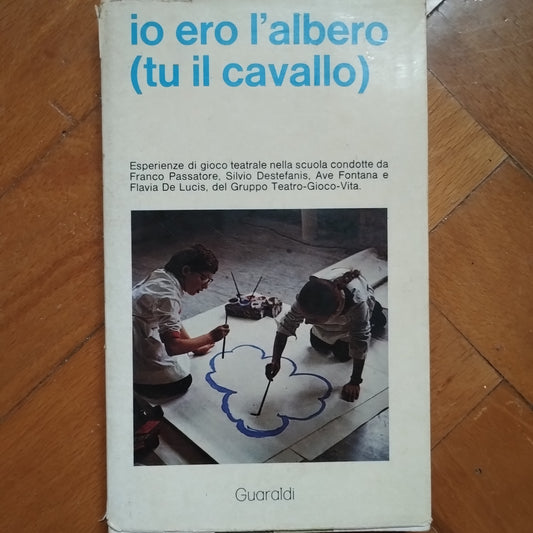 io ero l'albero
(tu il cavallo)
Esperienze di gioco teatrale nella scuola condotte da
Franco Passatore, Silvio Destefanis, Ave Fontana e
Flavia De Lucis, del Gruppo Teatro-Gioco-Vita.
Guaraldi